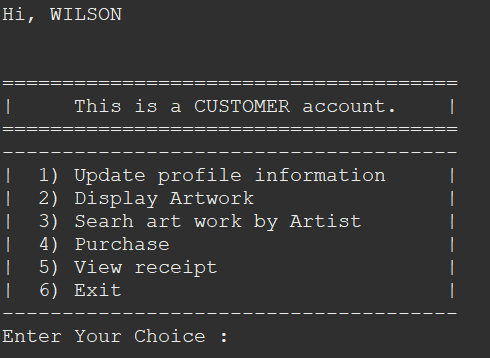 Hi, WILSON
======================================
|     This is a CUSTOMER account.    |
======================================
--------------------------------------
|  1) Update profile information     |
|  2) Display Artwork                |
|  3) Searh art work by Artist       |
|  4) Purchase                       |
|  5) View receipt                   |
|  6) Exit                           |
--------------------------------------
Enter Your Choice :